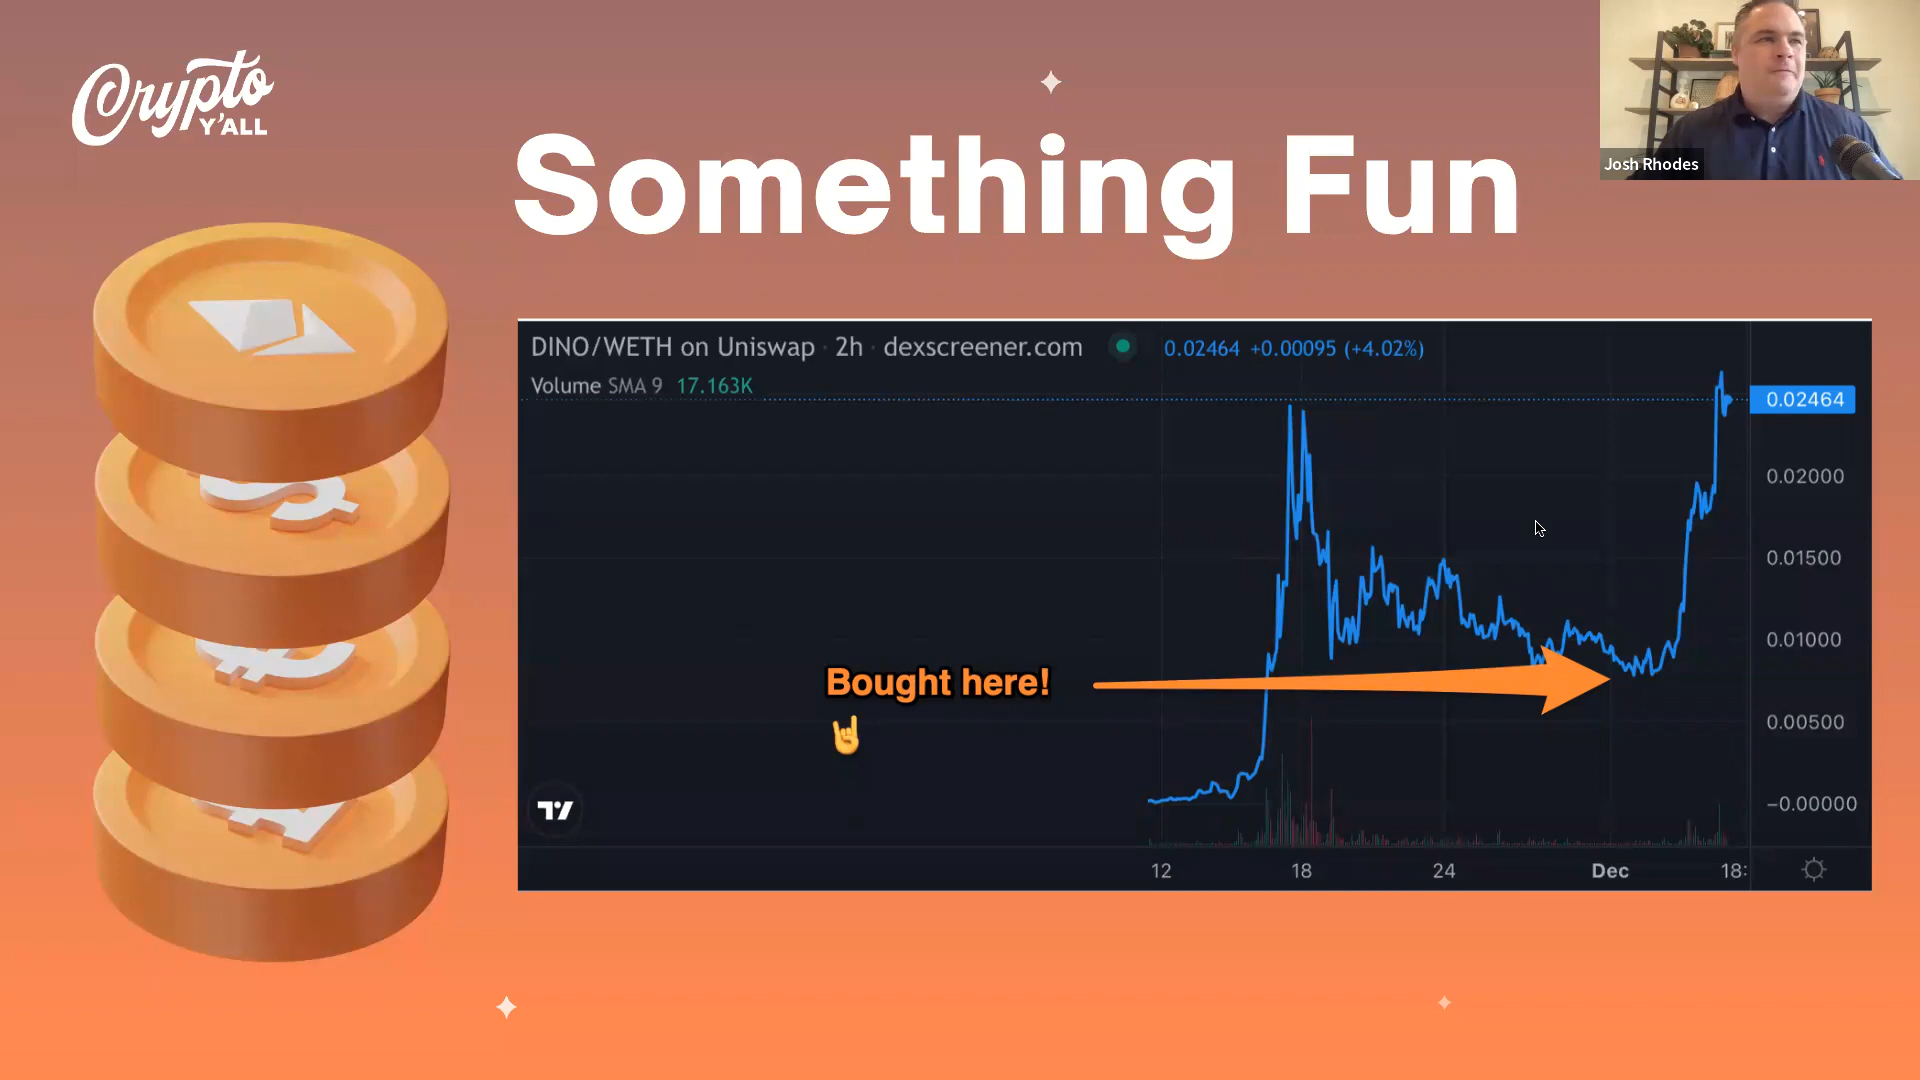 Crypto
Y'ALL
Something Fun
Josh Rhodes
DINO/WETH on Uniswap · 2h · dexscreener.com 0.02464 +0.00095 (+4.02%)
Volume SMA 9 17.163K
0.02464
0.02000
0.01500
0.01000
0.00500
−0.00000
Bought here!
12 18 24 Dec 18: